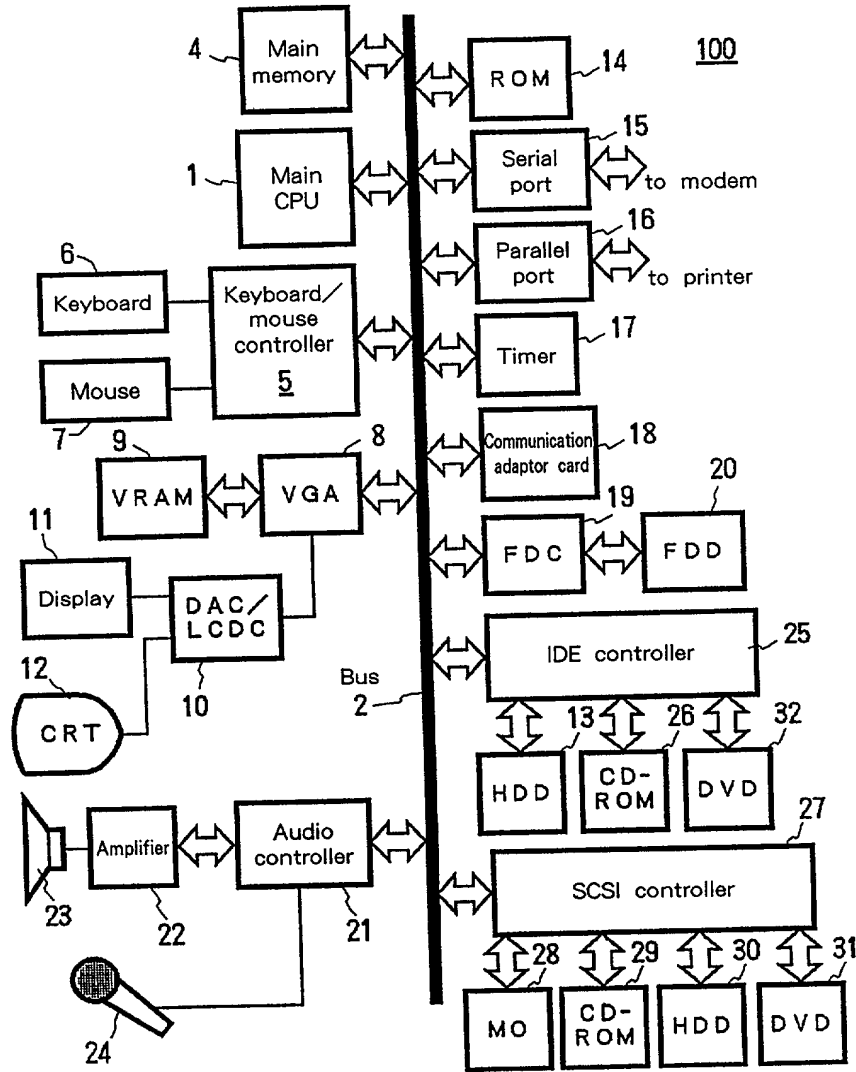 4
Main
memory
100
ROM
14
1
Main
CPU
15
Serial
port
to modem
16
Parallel
port
to printer
6
Keyboard
Keyboard/
mouse
controller
5
Mouse
7
Timer
17
9
VRAM
8
VGA
Communication
adaptor card
18
19
FDC
20
FDD
11
Display
DAC/
LCDC
10
12
CRT
Bus
2
IDE controller
25
13
HDD
26
CD-
ROM
32
DVD
23
Amplifier
22
Audio
controller
21
27
SCSI controller
24
28
MO
29
CD-
ROM
30
HDD
31
DVD